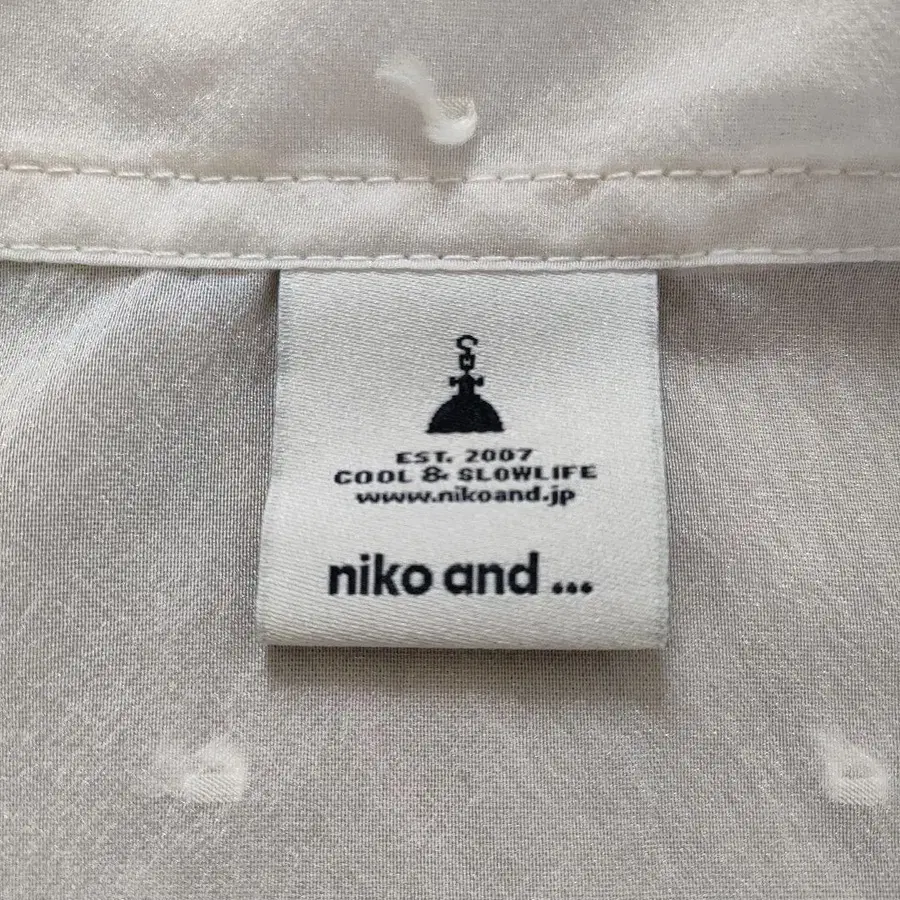 EST. 2007
COOL & SLOWLIFE
www.nikoand.jp
niko and ...